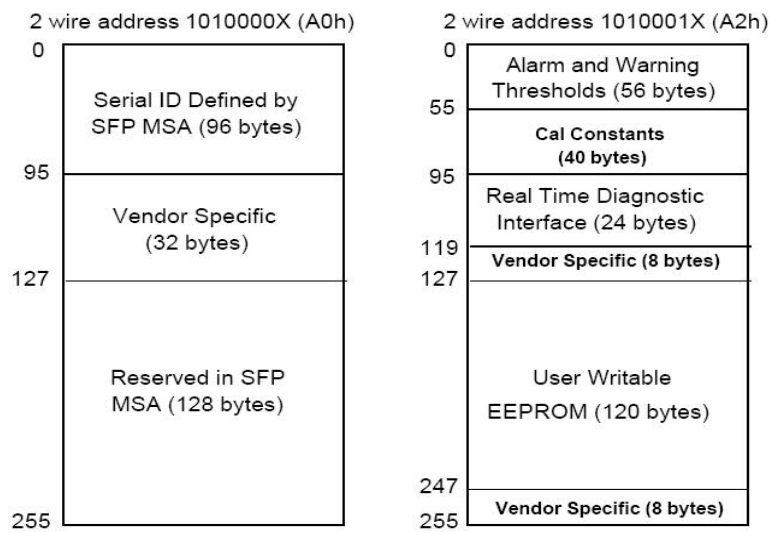 2 wire address 1010000X (A0h)
0
Serial ID Defined by
SFP MSA (96 bytes)
95
Vendor Specific
(32 bytes)
127
Reserved in SFP
MSA (128 bytes)
255
2 wire address 1010001X (A2h)
0
Alarm and Warning
Thresholds (56 bytes)
55
Cal Constants
(40 bytes)
95
Real Time Diagnostic
Interface (24 bytes)
119
Vendor Specific (8 bytes)
127
User Writable
EEPROM (120 bytes)
247
Vendor Specific (8 bytes)
255